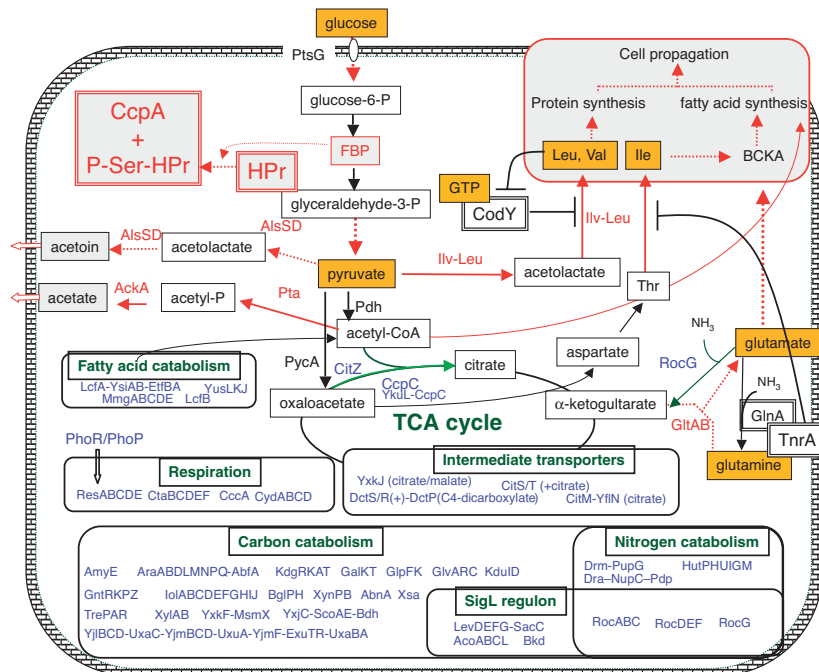 glucose
PtsG
Cell propagation
glucose-6-P
Protein synthesis
fatty acid synthesis
CcpA
+
P-Ser-HPr
HPr
FBP
Leu, Val
Ile
BCKA
GTP
CodY
glyceraldehyde-3-P
Ilv-Leu
acetoin
AlsSD
acetolactate
AlsSD
pyruvate
Ilv-Leu
acetolactate
Thr
acetate
AckA
acetyl-P
Pta
Pdh
NH3
acetyl-CoA
glutamate
Fatty acid catabolism
PycA
CitZ
citrate
aspartate
RocG
LcfA-YsiAB-EtfBA
YusLKJ
MmgABCDE
LcfB
CcpC
YkuL-CcpC
NH3
oxaloacetate
TCA cycle
α-ketogultarate
GltAB
GlnA
TnrA
PhoR/PhoP
glutamine
Respiration
Intermediate transporters
ResABCDE
CtaBCDEF
CccA
CydABCD
YxkJ (citrate/malate)
CitS/T (+citrate)
DctS/R(+)-DctP(C4-dicarboxylate)
CitM-YflN (citrate)
Carbon catabolism
Nitrogen catabolism
AmyE AraABDLMNPQ-AbfA KdgRKAT GalKT GlpFK GlvARC KduID
Drm-PupG HutPHUIGM
Dra–NupC–Pdp
GntRKPZ IolABCDEFGHIJ BglPH XynPB AbnA Xsa
TrePAR XylAB YxkF-MsmX YxjC-ScoAE-Bdh
YjlBCD-UxaC-YjmBCD-UxuA-YjmF-ExuTR-UxaBA
SigL regulon
LevDEFG-SacC
AcoABCL Bkd
RocABC RocDEF RocG